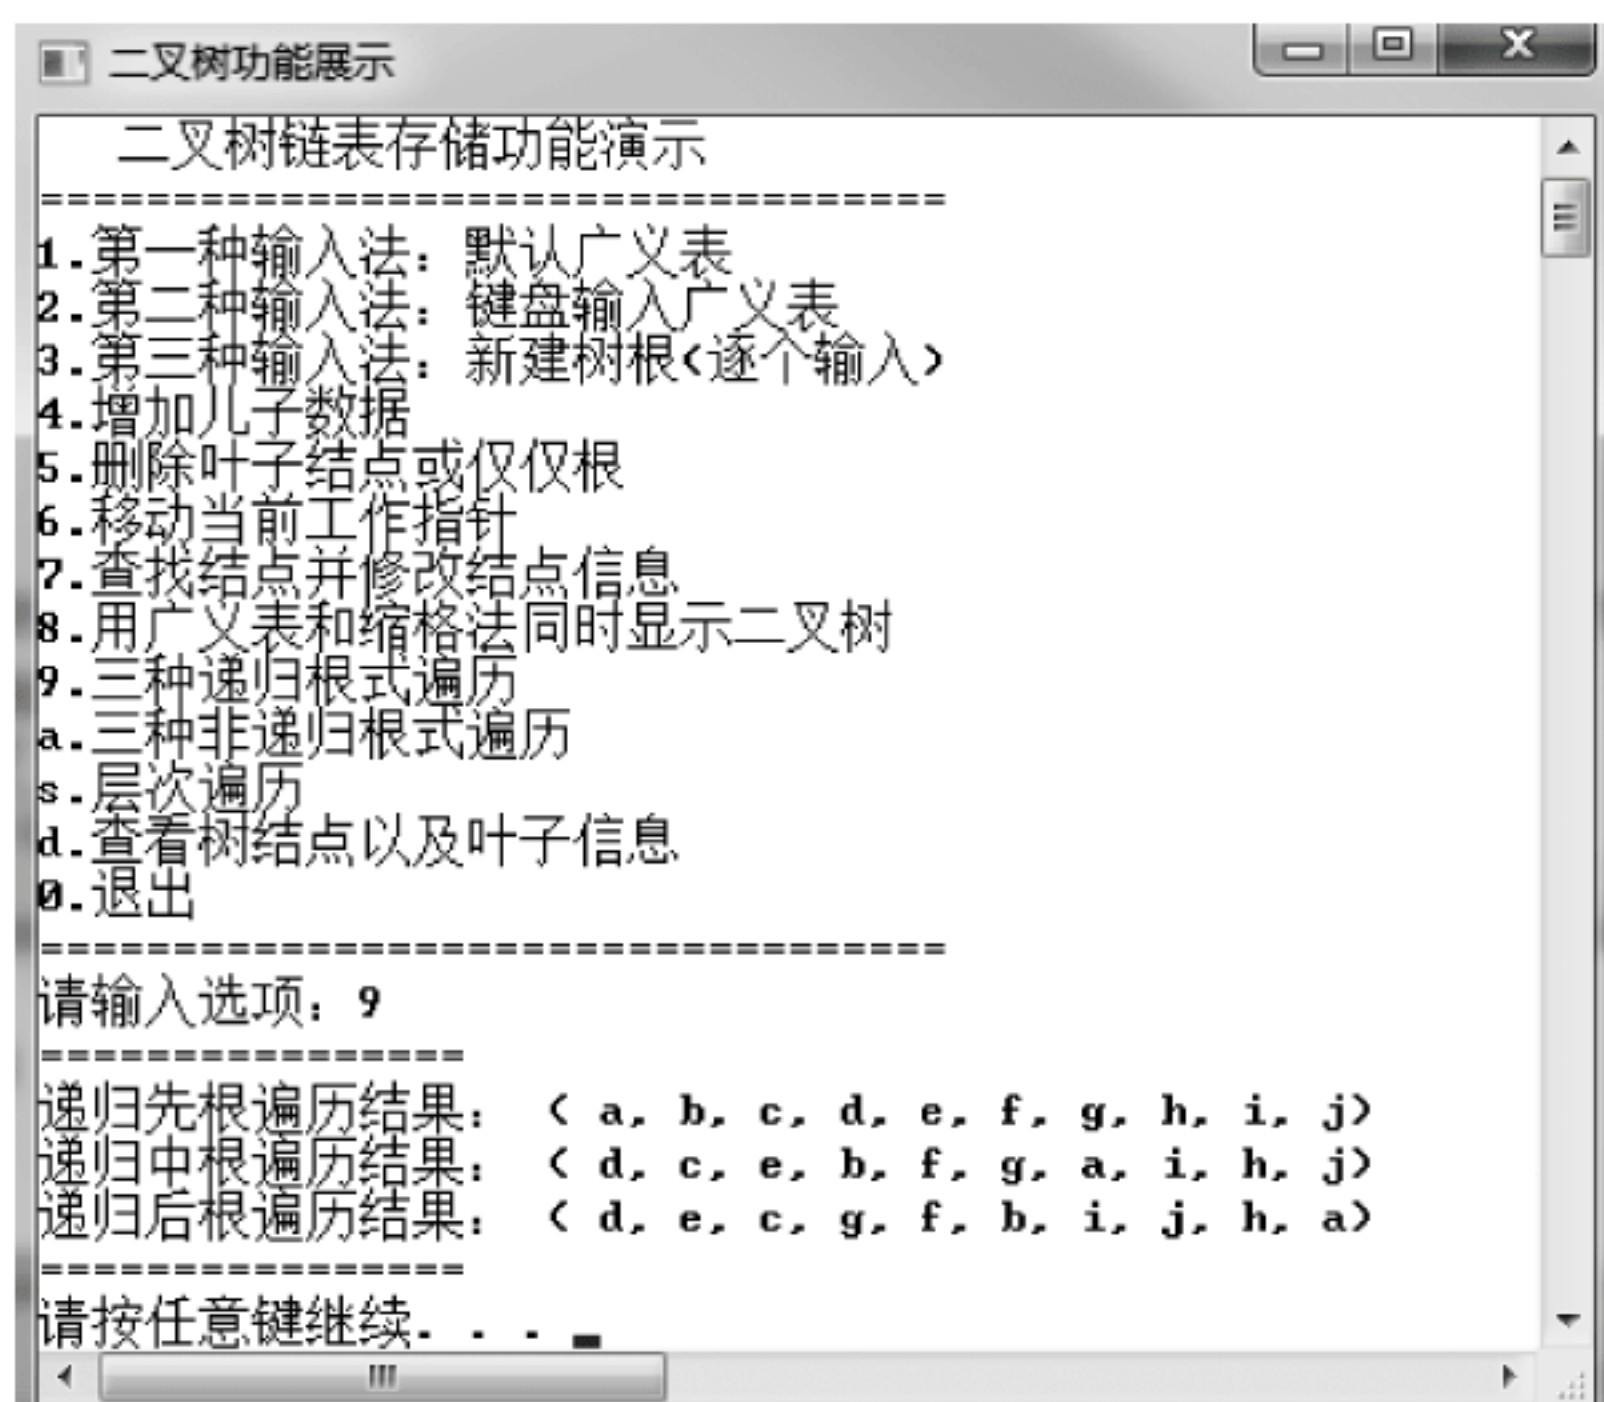 二叉树功能展示
二叉树链表存储功能演示
==================================
1.第一种输入法：默认广义表
2.第二种输入法：键盘输入广义表
3.第三种输入法：新建树根(逐个输入)
4.增加儿子数据
5.删除叶子结点或仅仅根
6.移动当前工作指针
7.查找结点并修改结点信息
8.用广义表和缩格法同时显示二叉树
9.三种递归根式遍历
a.三种非递归根式遍历
s.层次遍历
d.查看树结点以及叶子信息
0.退出
==================================
请输入选项：9
================
递归先根遍历结果： ( a, b, c, d, e, f, g, h, i, j)
递归中根遍历结果： ( d, c, e, b, f, g, a, i, h, j)
递归后根遍历结果： ( d, e, c, g, f, b, i, j, h, a)
================
请按任意键继续. . .